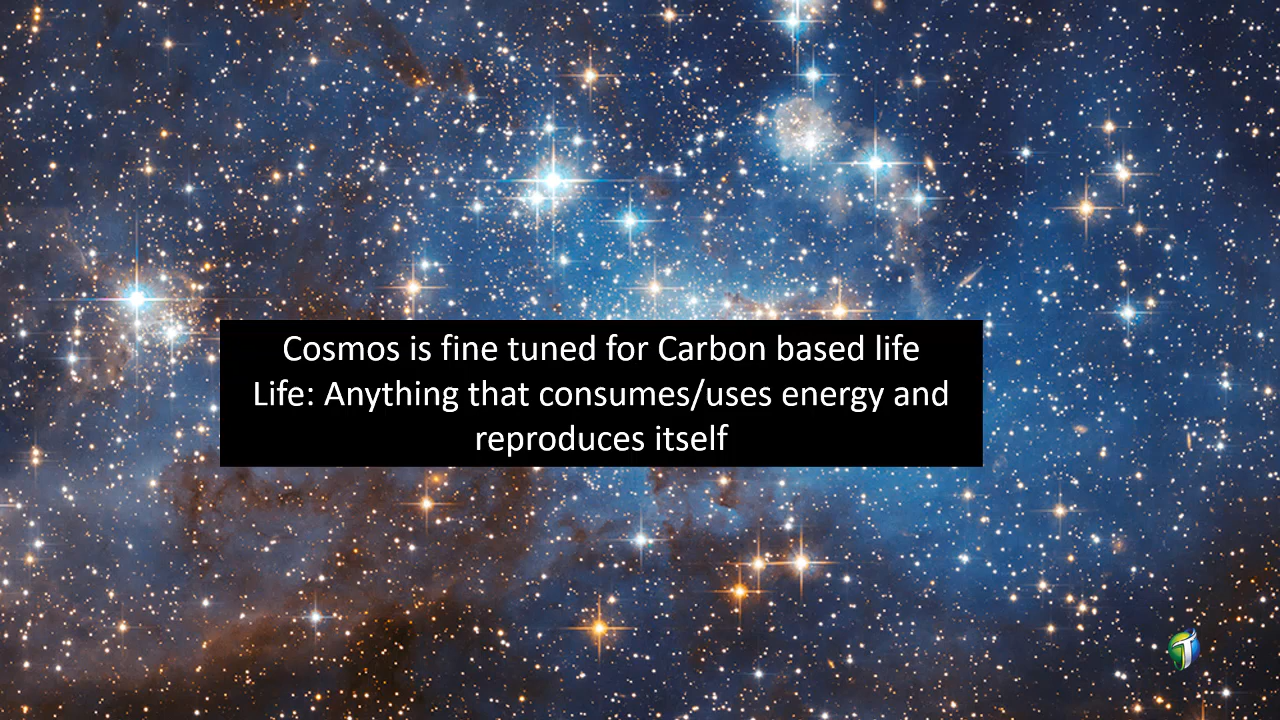 Cosmos is fine tuned for Carbon based life
Life: Anything that consumes/uses energy and
reproduces itself